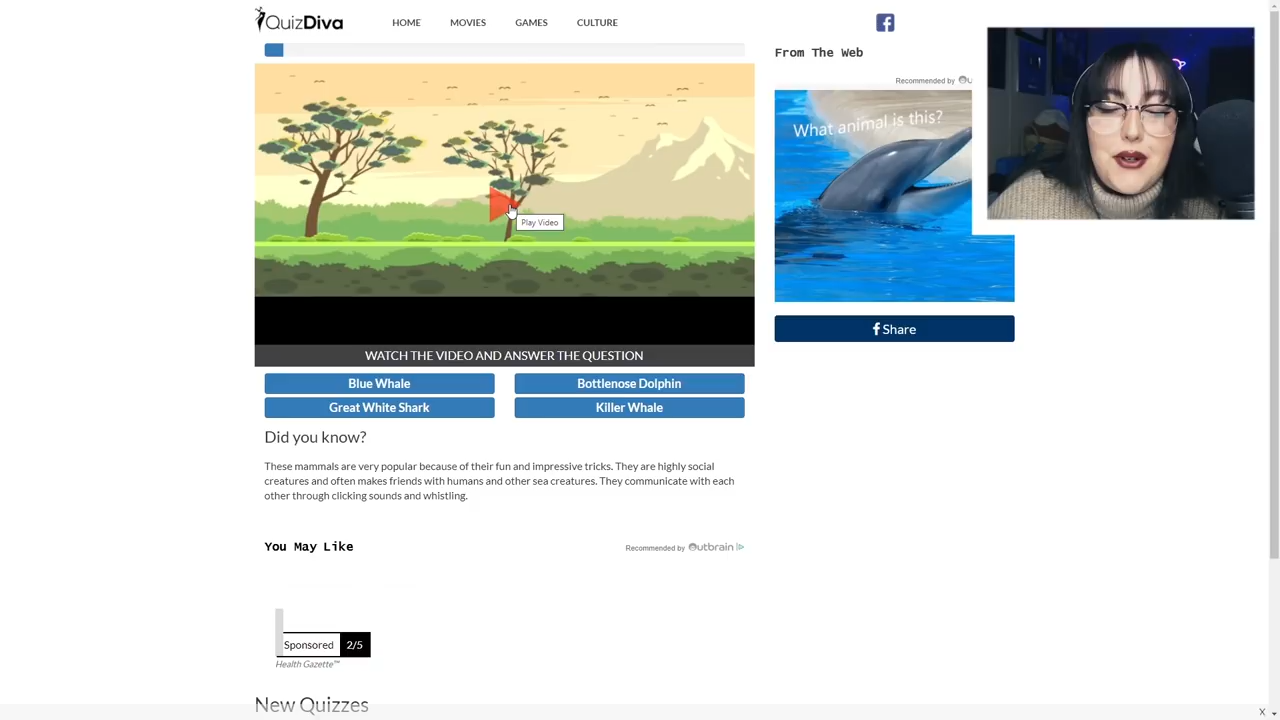 QuizDiva
HOME MOVIES GAMES CULTURE
From The Web
Recommended by
What animal is this?
Play Video
Share
WATCH THE VIDEO AND ANSWER THE QUESTION
Blue Whale
Bottlenose Dolphin
Great White Shark
Killer Whale
Did you know?
These mammals are very popular because of their fun and impressive tricks. They are highly social
creatures and often makes friends with humans and other sea creatures. They communicate with each
other through clicking sounds and whistling.
You May Like
Recommended by Outbrain
Sponsored 2/5
Health Gazette™
New Quizzes
X